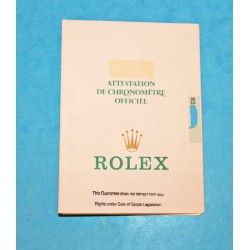 ATTESTATION
DE CHRONOMÈTRE
OFFICIEL
ROLEX
This Guarantee does not detract from your
Rights under Sale of Goods Legislation